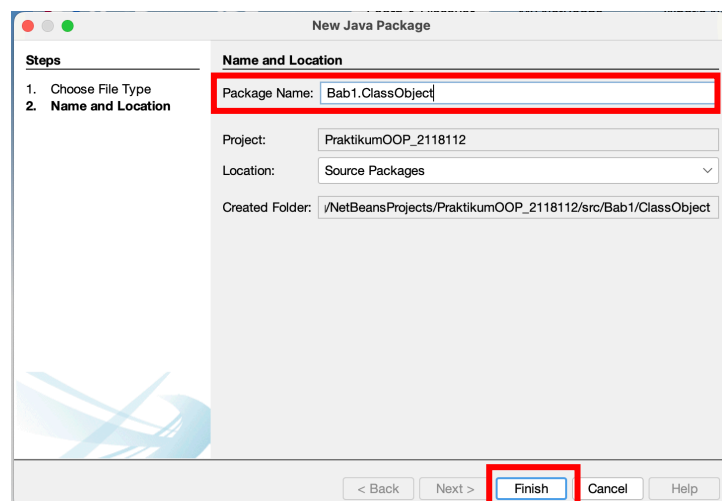 New Java Package
Steps
1. Choose File Type
2. Name and Location
Name and Location
Package Name: Bab1.ClassObject
Project: PraktikumOOP_2118112
Location: Source Packages
Created Folder: /NetBeansProjects/PraktikumOOP_2118112/src/Bab1/ClassObject
< Back Next > Finish Cancel Help